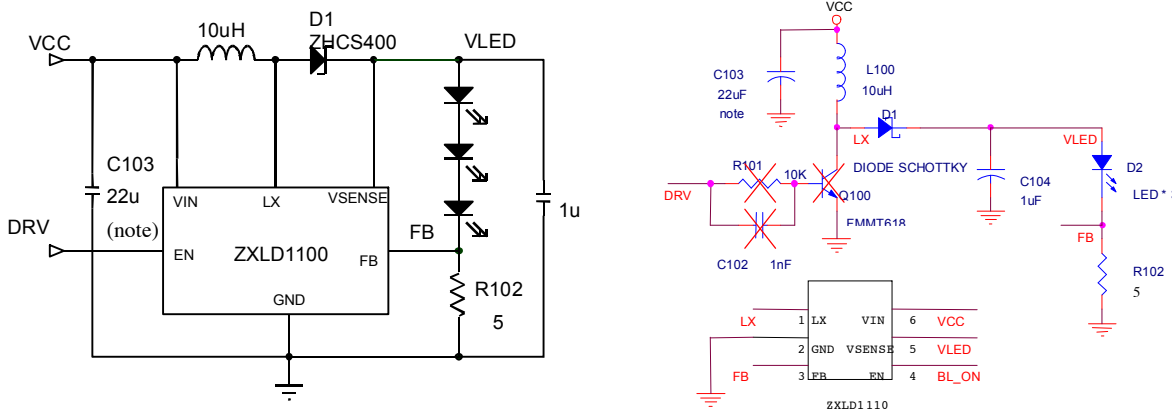 10uH
D1
ZHCS400
VCC
VLED
C103
22u
(note)
VIN
LX
VSENSE
1u
DRV
EN
ZXLD1100
FB
FB
GND
R102
5
VCC
C103
22uF
note
L100
10uH
D1
LX
VLED
R101
10K
DIODE SCHOTTKY
D2
DRV
Q100
C104
1uF
LED*
FMMT618
FB
C102
1nF
R102
5
LX
1
LX
VIN
6
VCC
2
GND
VSENSE
5
VLED
FB
3
FB
EN
4
BL_ON
ZXLD1110